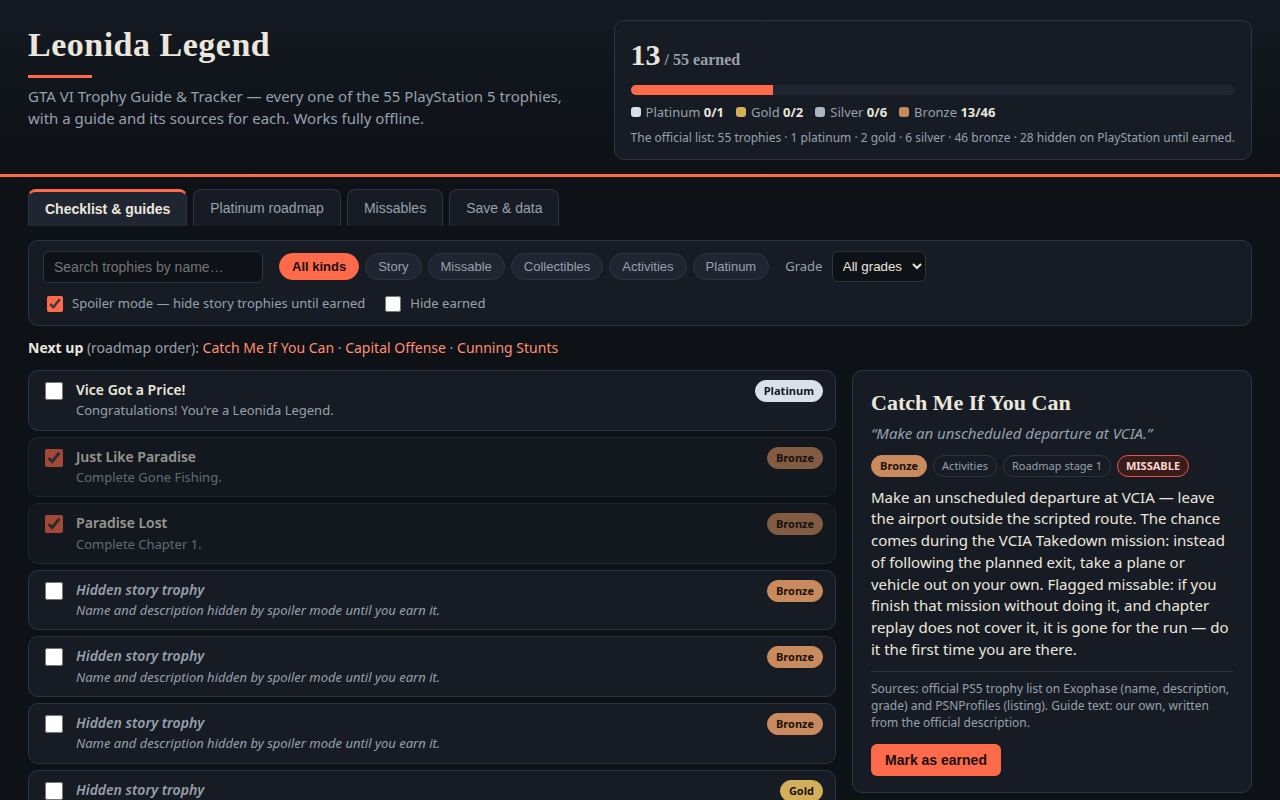 Leonida Legend
GTA VI Trophy Guide & Tracker — every one of the 55 PlayStation 5 trophies,
with a guide and its sources for each. Works fully offline.
13 / 55 earned
Platinum 0/1 Gold 0/2 Silver 0/6 Bronze 13/46
The official list: 55 trophies · 1 platinum · 2 gold · 6 silver · 46 bronze · 28 hidden on PlayStation until earned.
Checklist & guides Platinum roadmap Missables Save & data
Search trophies by name… All kinds Story Missable Collectibles Activities Platinum Grade All grades
Spoiler mode — hide story trophies until earned Hide earned
Next up (roadmap order): Catch Me If You Can · Capital Offense · Cunning Stunts
Vice Got a Price! Platinum
Congratulations! You're a Leonida Legend.
Just Like Paradise Bronze
Complete Gone Fishing.
Paradise Lost Bronze
Complete Chapter 1.
Hidden story trophy Bronze
Name and description hidden by spoiler mode until you earn it.
Hidden story trophy Bronze
Name and description hidden by spoiler mode until you earn it.
Hidden story trophy Bronze
Name and description hidden by spoiler mode until you earn it.
Hidden story trophy Gold
Catch Me If You Can
“Make an unscheduled departure at VCIA.”
Bronze Activities Roadmap stage 1 MISSABLE
Make an unscheduled departure at VCIA — leave
the airport outside the scripted route. The chance
comes during the VCIA Takedown mission: instead
of following the planned exit, take a plane or
vehicle out on your own. Flagged missable: if you
finish that mission without doing it, and chapter
replay does not cover it, it is gone for the run — do
it the first time you are there.
Sources: official PS5 trophy list on Exophase (name, description,
grade) and PSNProfiles (listing). Guide text: our own, written
from the official description.
Mark as earned